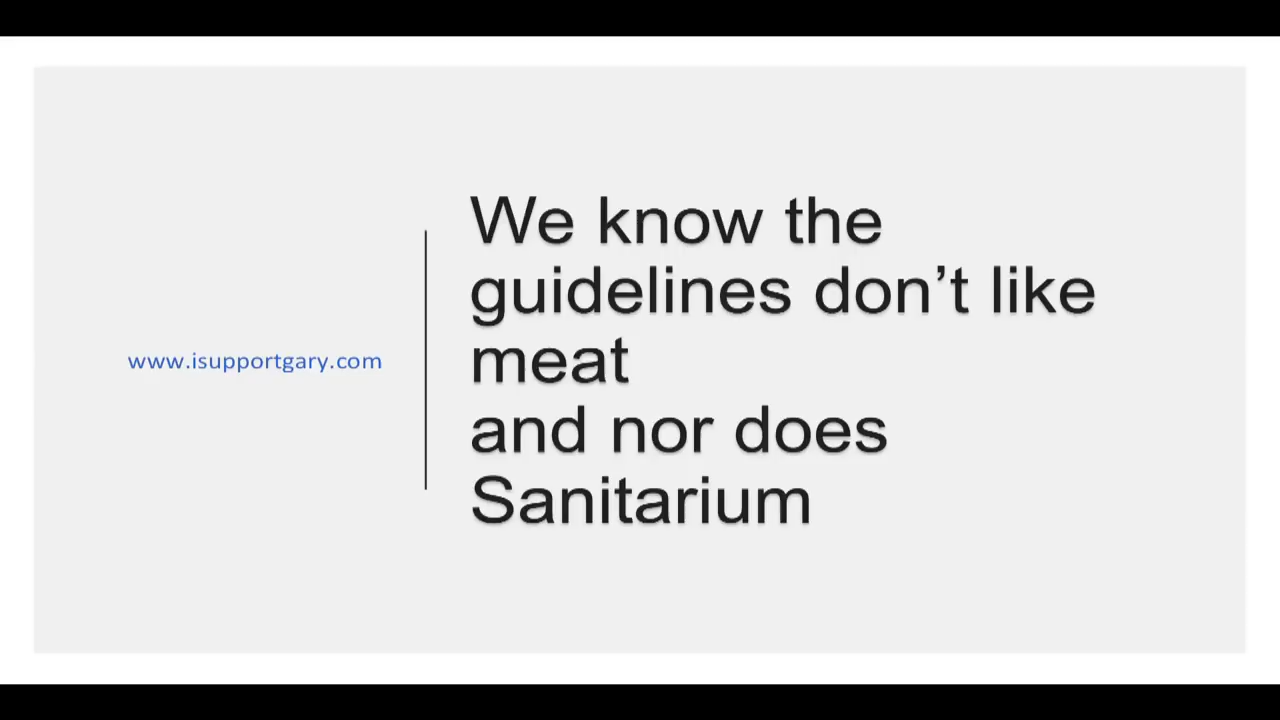 www.isupportgary.com
We know the
guidelines don’t like
meat
and nor does
Sanitarium